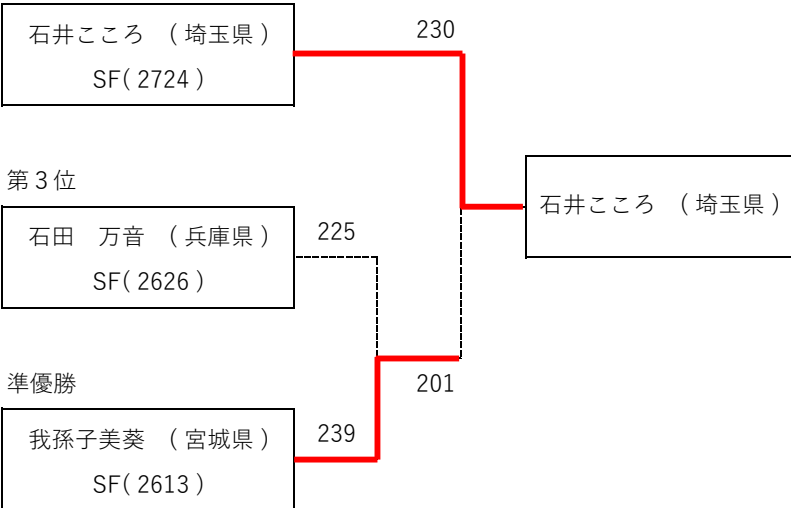 石井こころ （埼玉県）
SF(2724)
230
第３位
石田　万音 （兵庫県）
SF(2626)
225
石井こころ （埼玉県）
準優勝
我孫子美葵 （宮城県）
SF(2613)
239
201